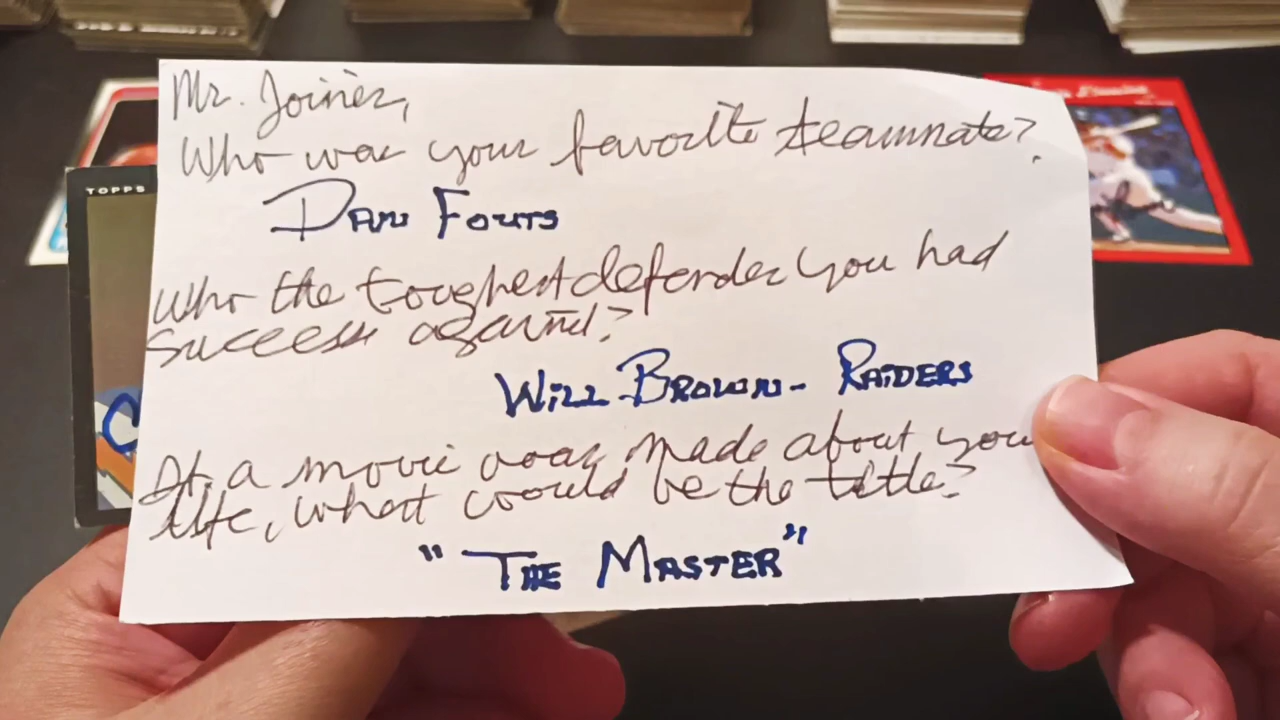 Mr. Joiner,
Who was your favorite teammate?
DAN FOUTS
Who the toughest defender you had
success against?
WILL BROWN - RAIDERS
If a movie was made about you
life, what would be the title?
"THE MASTER"
TOPPS